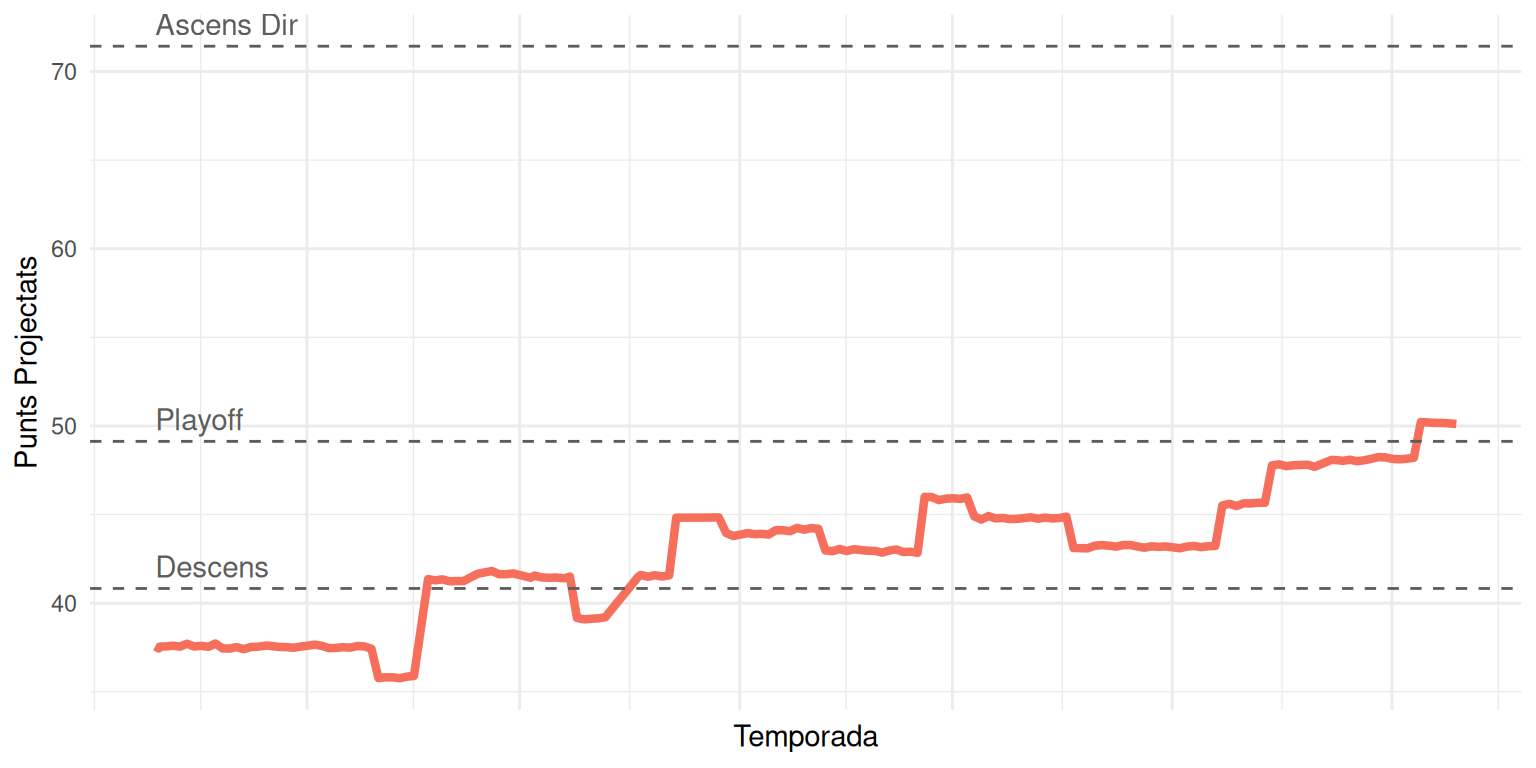 Ascens Dir
70
60
Punts Projectats
Playoff
50
Descens
40
Temporada